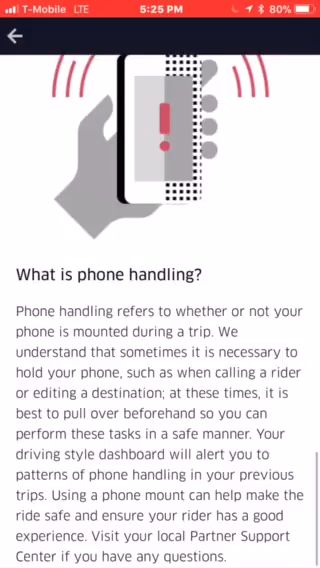 T-Mobile LTE 5:25 PM 80%
What is phone handling?
Phone handling refers to whether or not your
phone is mounted during a trip. We
understand that sometimes it is necessary to
hold your phone, such as when calling a rider
or editing a destination; at these times, it is
best to pull over beforehand so you can
perform these tasks in a safe manner. Your
driving style dashboard will alert you to
patterns of phone handling in your previous
trips. Using a phone mount can help make the
ride safe and ensure your rider has a good
experience. Visit your local Partner Support
Center if you have any questions.